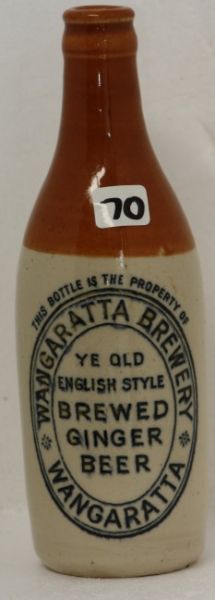 70
THIS BOTTLE IS THE PROPERTY OF
WANGARATTA BREWERY
YE OLD
ENGLISH STYLE
BREWED
GINGER
BEER
WANGARATTA